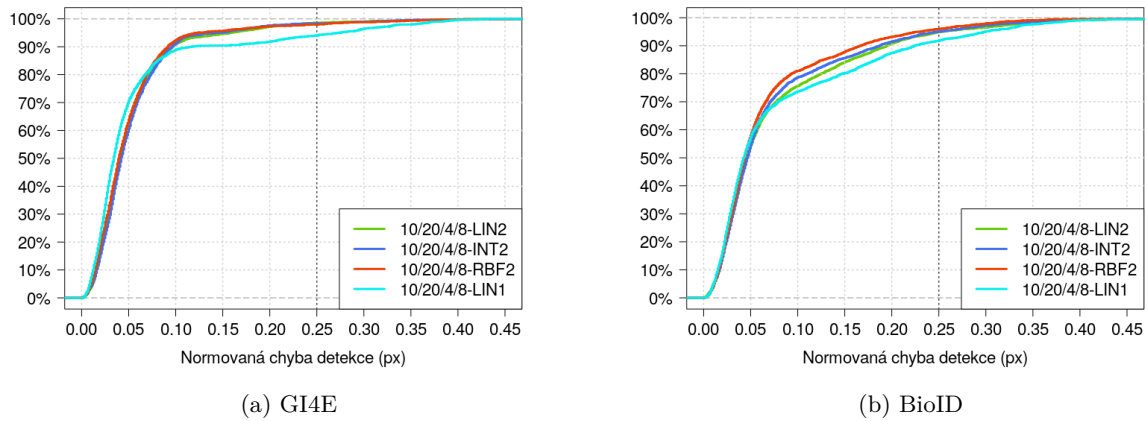 100%
90%
80%
70%
60%
50%
40%
30%
20%
10%
0%
0.00 0.05 0.10 0.15 0.20 0.25 0.30 0.35 0.40 0.45
Normovaná chyba detekce (px)
10/20/4/8-LIN2
10/20/4/8-INT2
10/20/4/8-RBF2
10/20/4/8-LIN1
(a) GI4E
100%
90%
80%
70%
60%
50%
40%
30%
20%
10%
0%
0.00 0.05 0.10 0.15 0.20 0.25 0.30 0.35 0.40 0.45
Normovaná chyba detekce (px)
10/20/4/8-LIN2
10/20/4/8-INT2
10/20/4/8-RBF2
10/20/4/8-LIN1
(b) BioID